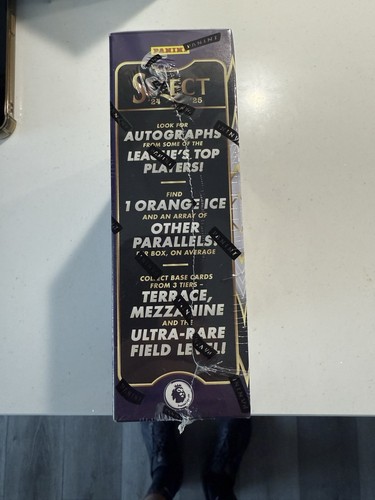 PANINI
SELECT
24 25
LOOK FOR
AUTOGRAPHS
FROM SOME OF THE
LEAGUE'S TOP
PLAYERS!
FIND
1 ORANGE ICE
AND AN ARRAY OF
OTHER
PARALLELS!
PER BOX, ON AVERAGE
COLLECT BASE CARDS
FROM 3 TIERS –
TERRACE,
MEZZANINE
AND THE
ULTRA-RARE
FIELD LEVEL!